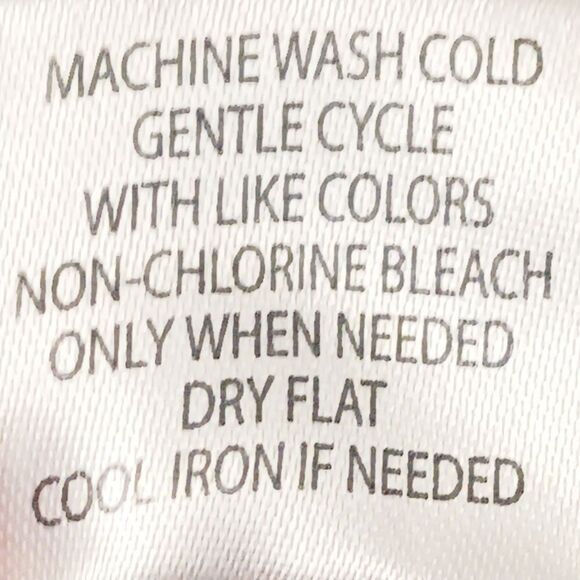 MACHINE WASH COLD
GENTLE CYCLE
WITH LIKE COLORS
NON-CHLORINE BLEACH
ONLY WHEN NEEDED
DRY FLAT
COOL IRON IF NEEDED